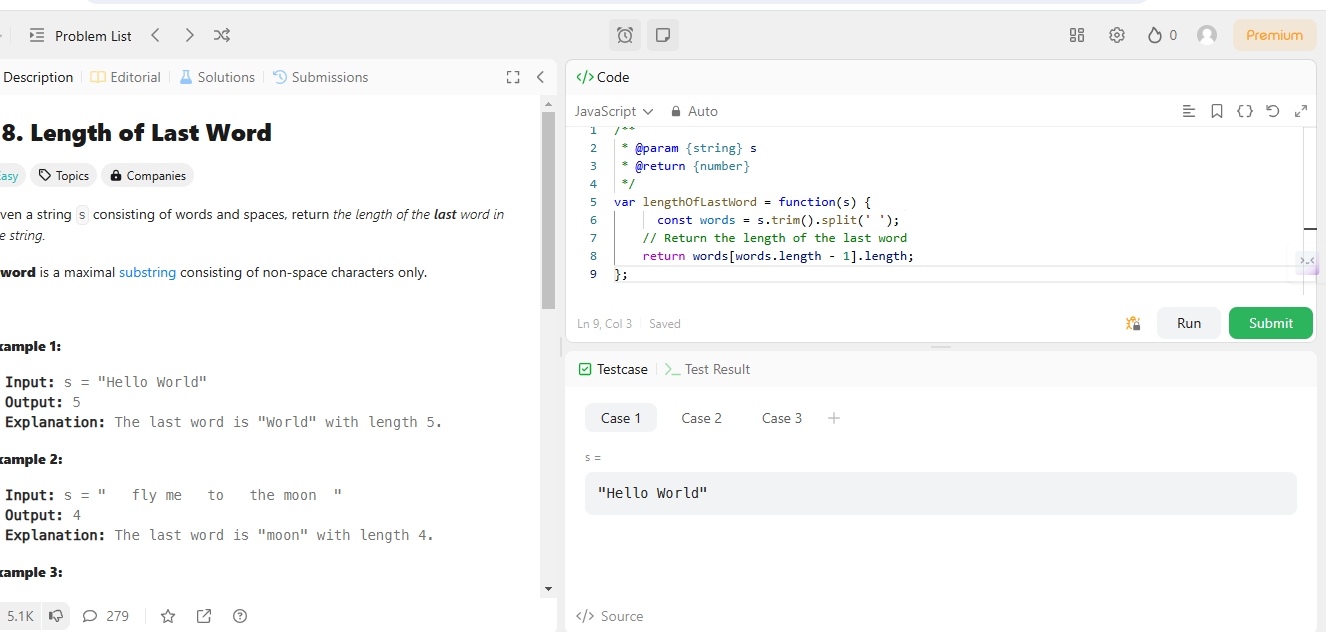 Problem List
0
Premium
Description
Editorial
Solutions
Submissions
8. Length of Last Word
Easy
Topics
Companies
ven a string s consisting of words and spaces, return the length of the last word in
e string.
word is a maximal substring consisting of non-space characters only.
xample 1:
Input: s = "Hello World"
Output: 5
Explanation: The last word is "World" with length 5.
xample 2:
Input: s = "   fly me   to   the moon  "
Output: 4
Explanation: The last word is "moon" with length 4.
xample 3:
5.1K
279
</> Code
JavaScript
Auto
1 /**
2 * @param {string} s
3 * @return {number}
4 */
5 var lengthOfLastWord = function(s) {
6 const words = s.trim().split(' ');
7 // Return the length of the last word
8 return words[words.length - 1].length;
9 };
Ln 9, Col 3
Saved
Run
Submit
Testcase
Test Result
Case 1
Case 2
Case 3
+
s =
"Hello World"
</> Source